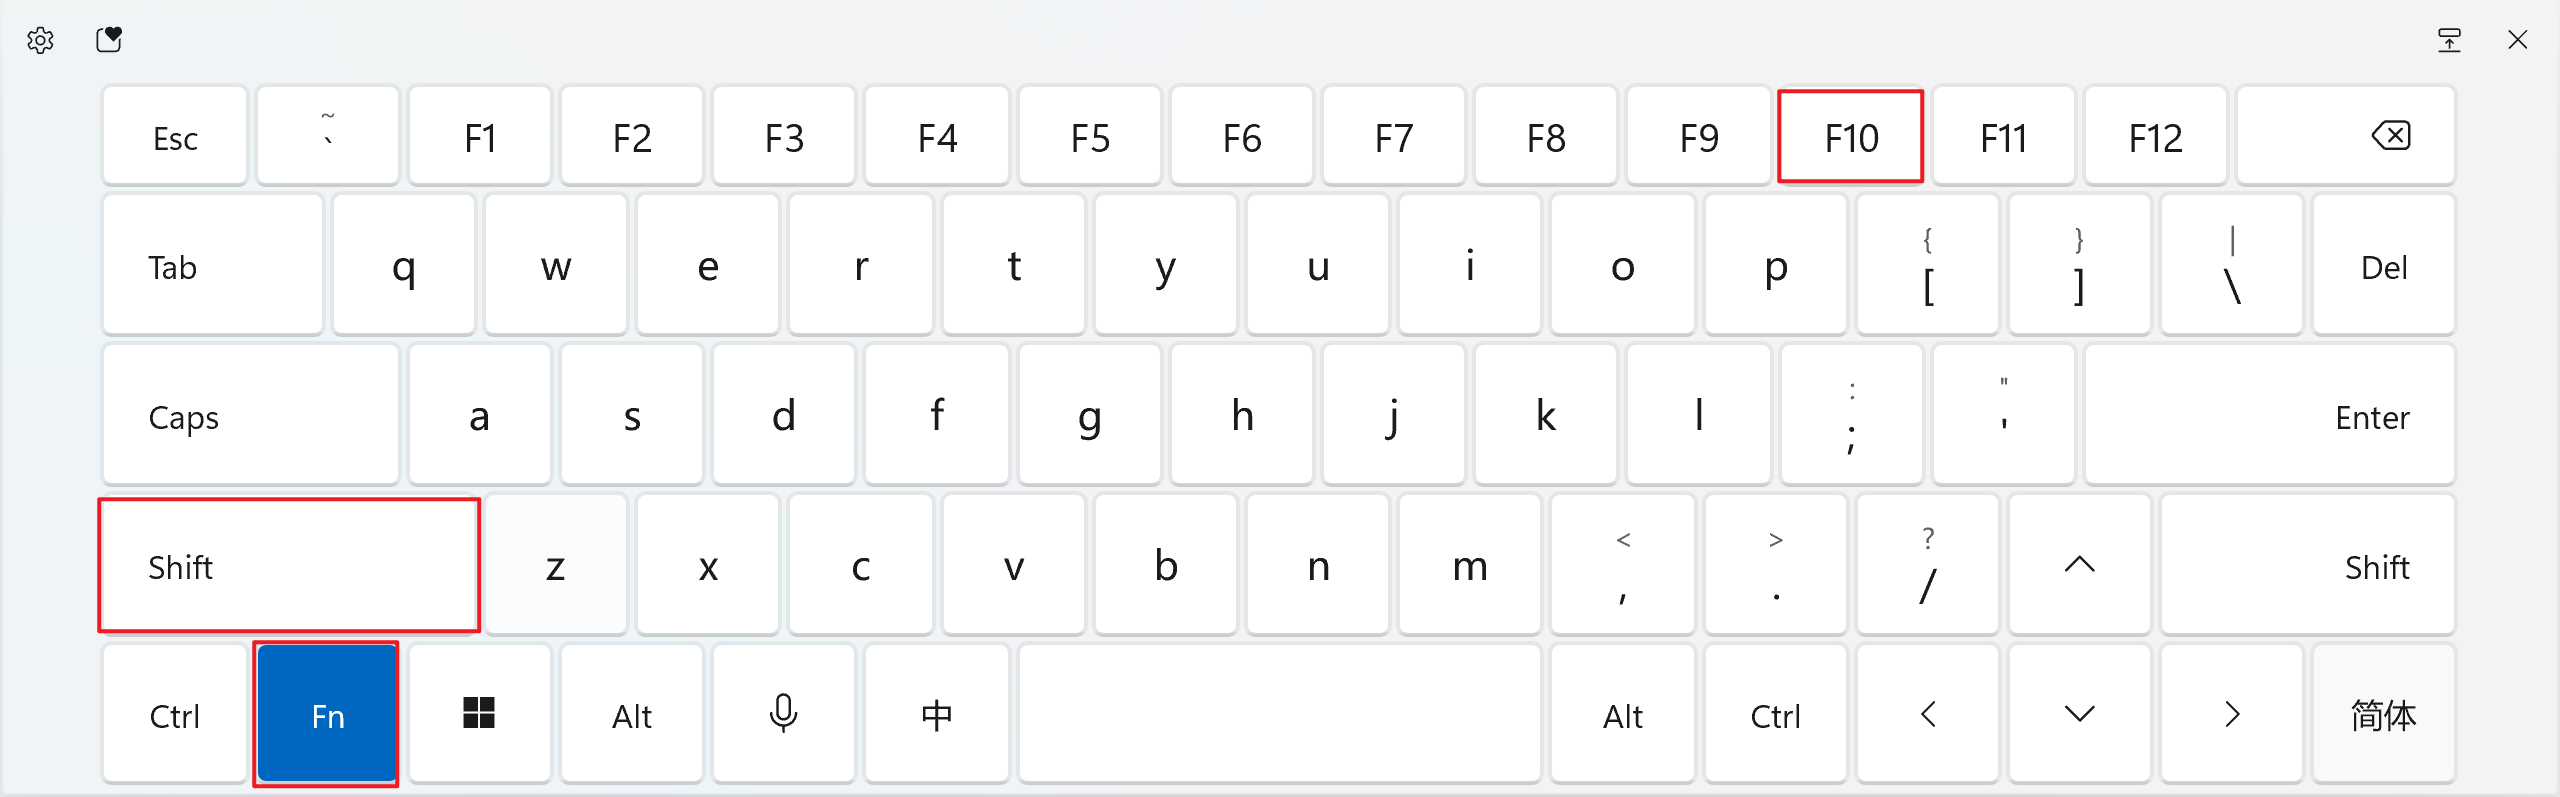 Esc ~ ` F1 F2 F3 F4 F5 F6 F7 F8 F9 F10 F11 F12
Tab q w e r t y u i o p { [ } ] | \ Del
Caps a s d f g h j k l : ; " ' Enter
Shift z x c v b n m < , > . ? / Shift
Ctrl Fn Alt 中 Alt Ctrl 简体